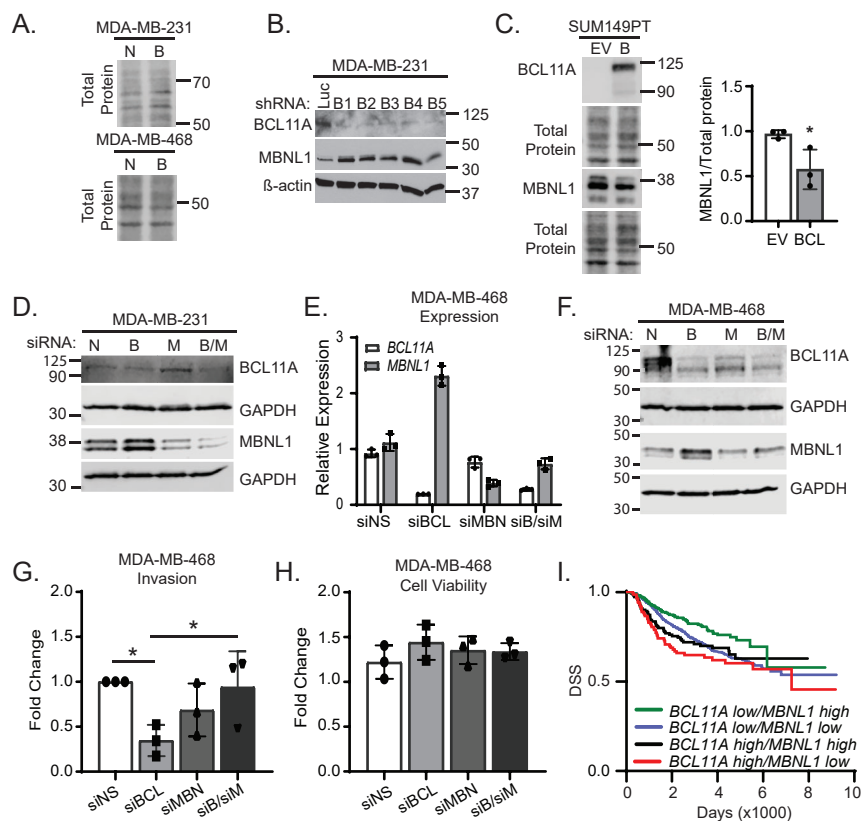 A.
MDA-MB-231
N B
Total Protein
70
50
MDA-MB-468
N B
Total Protein
50
B.
MDA-MB-231
shRNA: Luc B1 B2 B3 B4 B5
BCL11A
125
MBNL1
50
30
ß-actin
37
C.
SUM149PT
EV B
BCL11A
125
90
Total Protein
50
MBNL1
38
Total Protein
50
MBNL1/Total protein
1.5
1.0
0.5
0.0
*
EV BCL
D.
MDA-MB-231
siRNA: N B M B/M
125
90
BCL11A
30
GAPDH
38
MBNL1
30
GAPDH
E.
MDA-MB-468
Expression
Relative Expression
3
2
1
0
BCL11A
MBNL1
siNS siBCL siMBN siB/siM
F.
MDA-MB-468
siRNA: N B M B/M
125
90
BCL11A
50
30
GAPDH
50
30
MBNL1
50
30
GAPDH
G.
MDA-MB-468
Invasion
Fold Change
2.0
1.5
1.0
0.5
0.0
* *
siNS siBCL siMBN siB/siM
H.
MDA-MB-468
Cell Viability
Fold Change
2.0
1.5
1.0
0.5
0.0
siNS siBCL siMBN siB/siM
I.
DSS
1.0
0.5
0.0
BCL11A low/MBNL1 high
BCL11A low/MBNL1 low
BCL11A high/MBNL1 high
BCL11A high/MBNL1 low
0 2 4 6 8 10
Days (x1000)